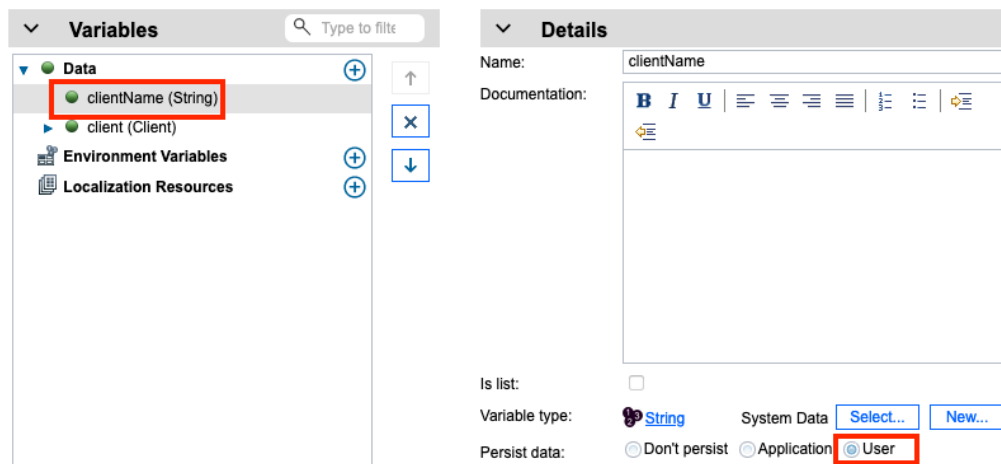 Variables
Type to filte
Data
clientName (String)
client (Client)
Environment Variables
Localization Resources
Details
Name:
clientName
Documentation:
B I U
Is list:
Variable type:
String
System Data
Select...
New...
Persist data:
Don't persist
Application
User